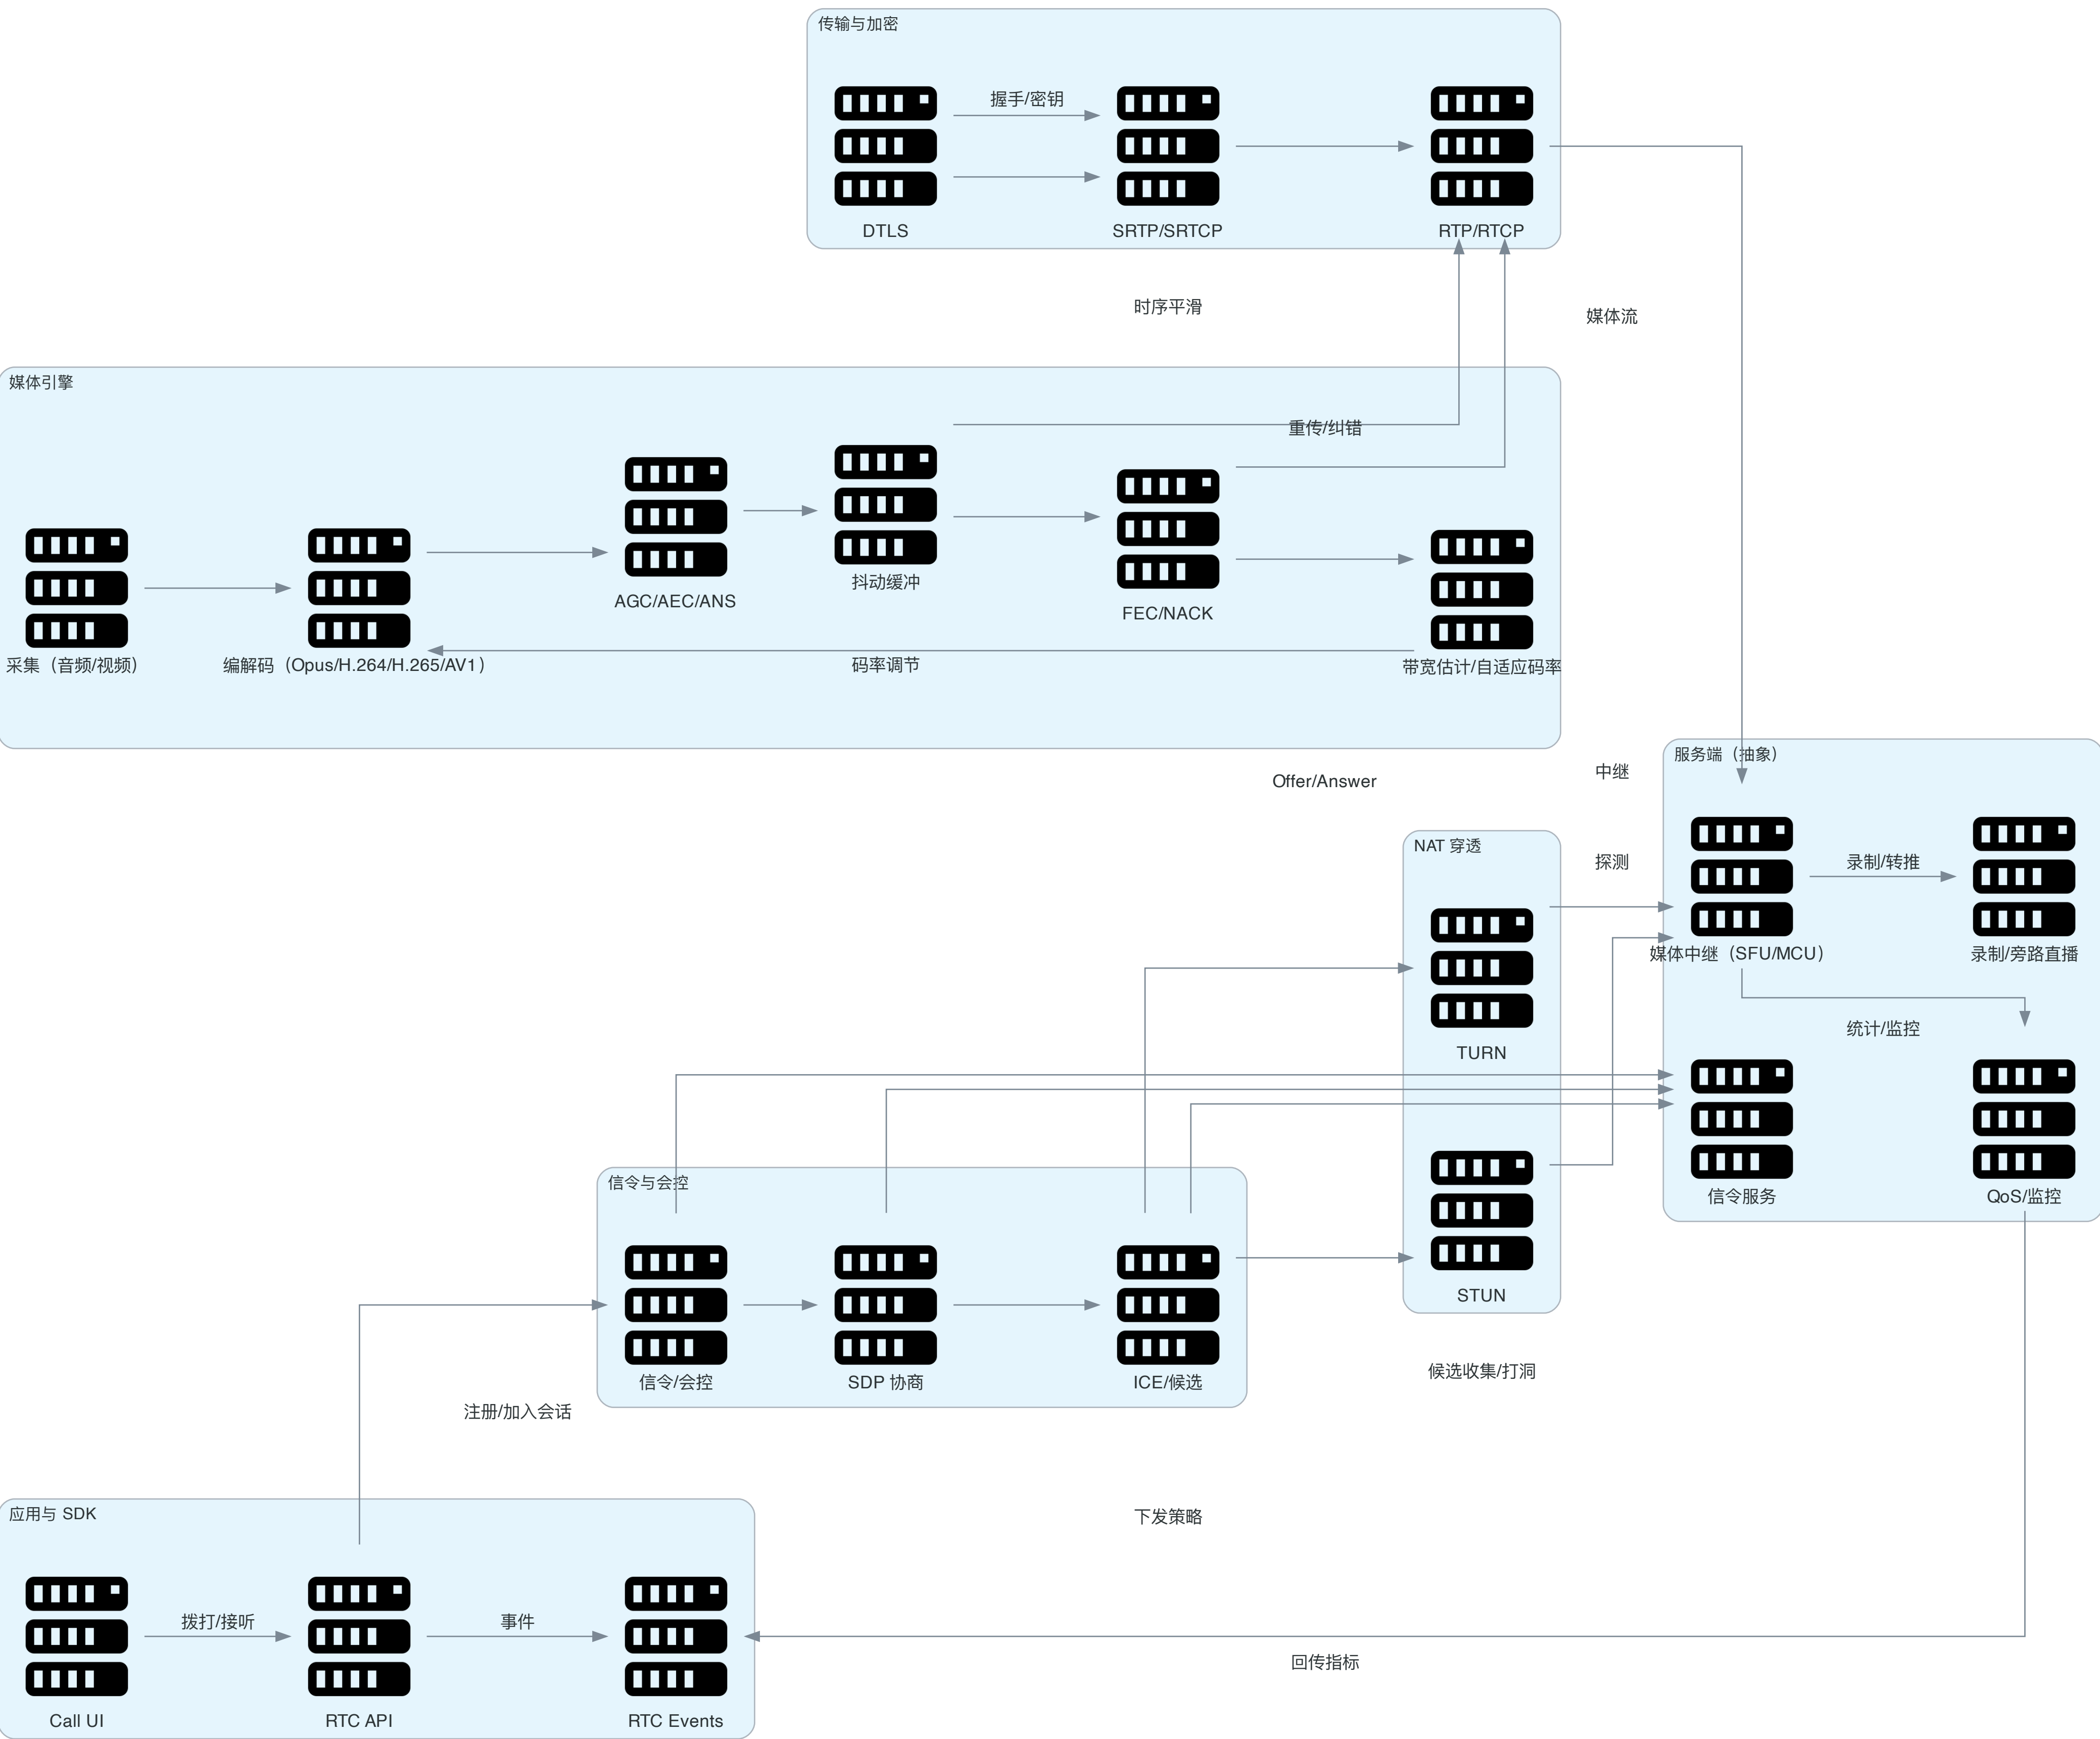 传输与加密
握手/密钥
DTLS
SRTP/SRTCP
RTP/RTCP
时序平滑
媒体流
媒体引擎
重传/纠错
AGC/AEC/ANS
抖动缓冲
FEC/NACK
采集（音频/视频）
编解码（Opus/H.264/H.265/AV1）
码率调节
带宽估计/自适应码率
服务端（抽象）
中继
Offer/Answer
NAT 穿透
探测
录制/转推
媒体中继（SFU/MCU）
录制/旁路直播
统计/监控
TURN
信令与会控
信令服务
QoS/监控
STUN
信令/会控
SDP 协商
ICE/候选
候选收集/打洞
注册/加入会话
应用与 SDK
下发策略
拨打/接听
事件
回传指标
Call UI
RTC API
RTC Events